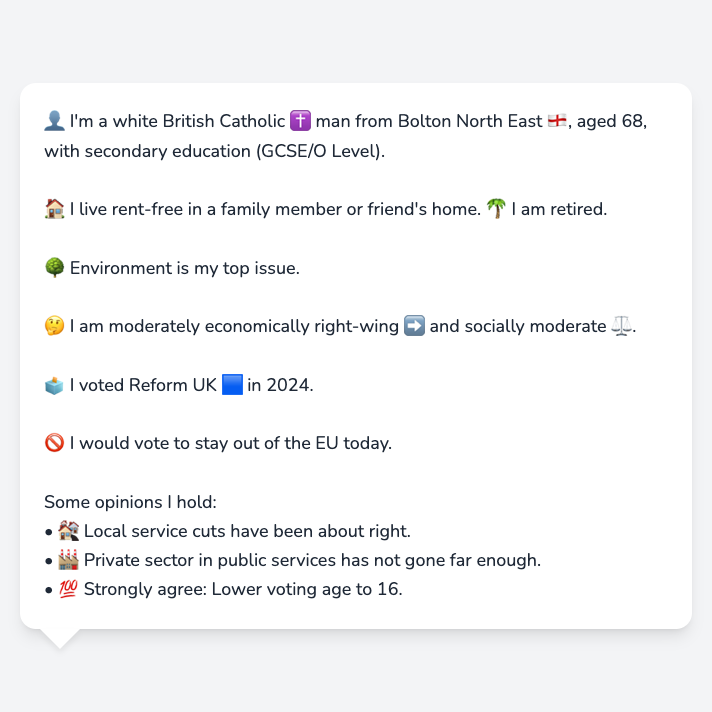 👤 I'm a white British Catholic ✝️ man from Bolton North East 🏴󠁧󠁢󠁥󠁮󠁧󠁿, aged 68,
with secondary education (GCSE/O Level).
🏠 I live rent-free in a family member or friend's home. 🌴 I am retired.
🌳 Environment is my top issue.
🤔 I am moderately economically right-wing ➡️ and socially moderate ⚖️.
🗳️ I voted Reform UK 🟦 in 2024.
🚫 I would vote to stay out of the EU today.
Some opinions I hold:
• 🏚️ Local service cuts have been about right.
• 🏭 Private sector in public services has not gone far enough.
• 💯 Strongly agree: Lower voting age to 16.